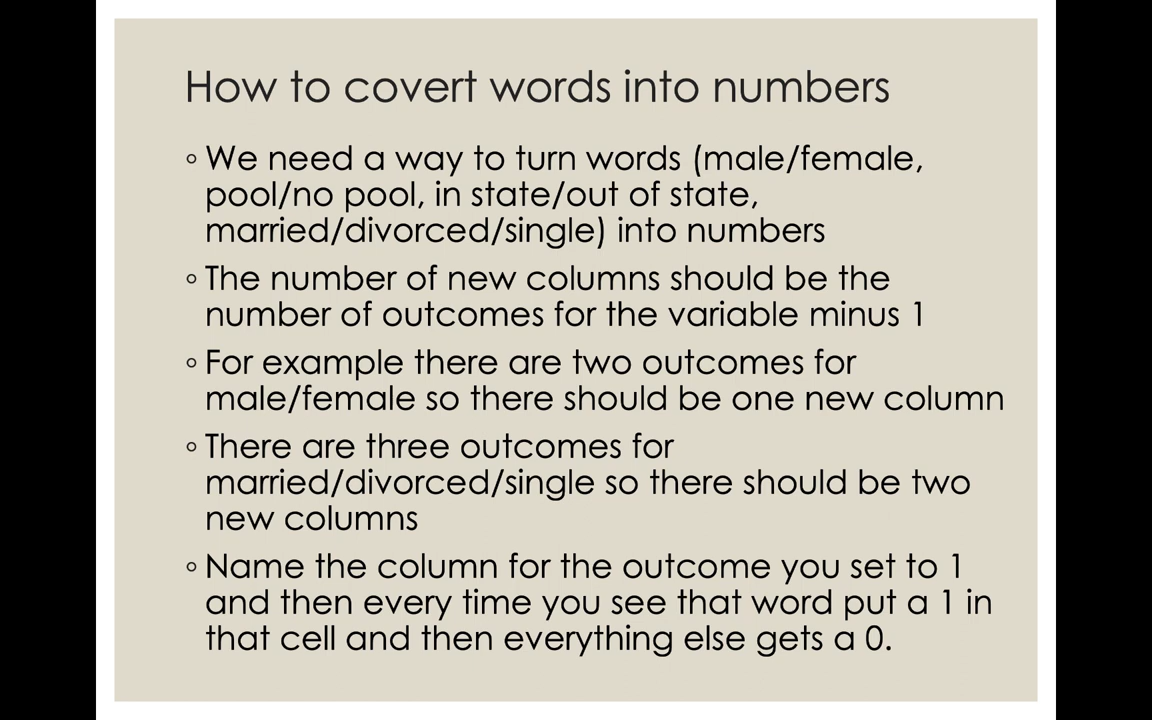 How to covert words into numbers
◦ We need a way to turn words (male/female,
pool/no pool, in state/out of state,
married/divorced/single) into numbers
◦ The number of new columns should be the
number of outcomes for the variable minus 1
◦ For example there are two outcomes for
male/female so there should be one new column
◦ There are three outcomes for
married/divorced/single so there should be two
new columns
◦ Name the column for the outcome you set to 1
and then every time you see that word put a 1 in
that cell and then everything else gets a 0.